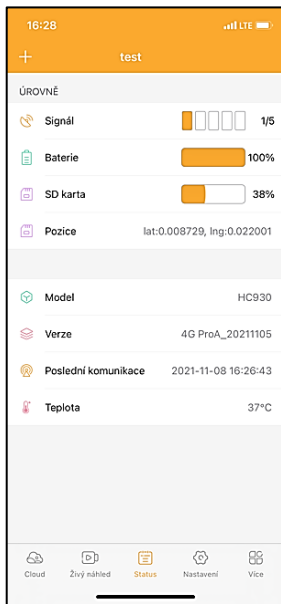 16:28 LTE
+ test
ÚROVNĚ
Signál 1/5
Baterie 100%
SD karta 38%
Pozice lat:0.008729, lng:0.022001
Model HC930
Verze 4G ProA_20211105
Poslední komunikace 2021-11-08 16:26:43
Teplota 37°C
Cloud Živý náhled Status Nastavení Více